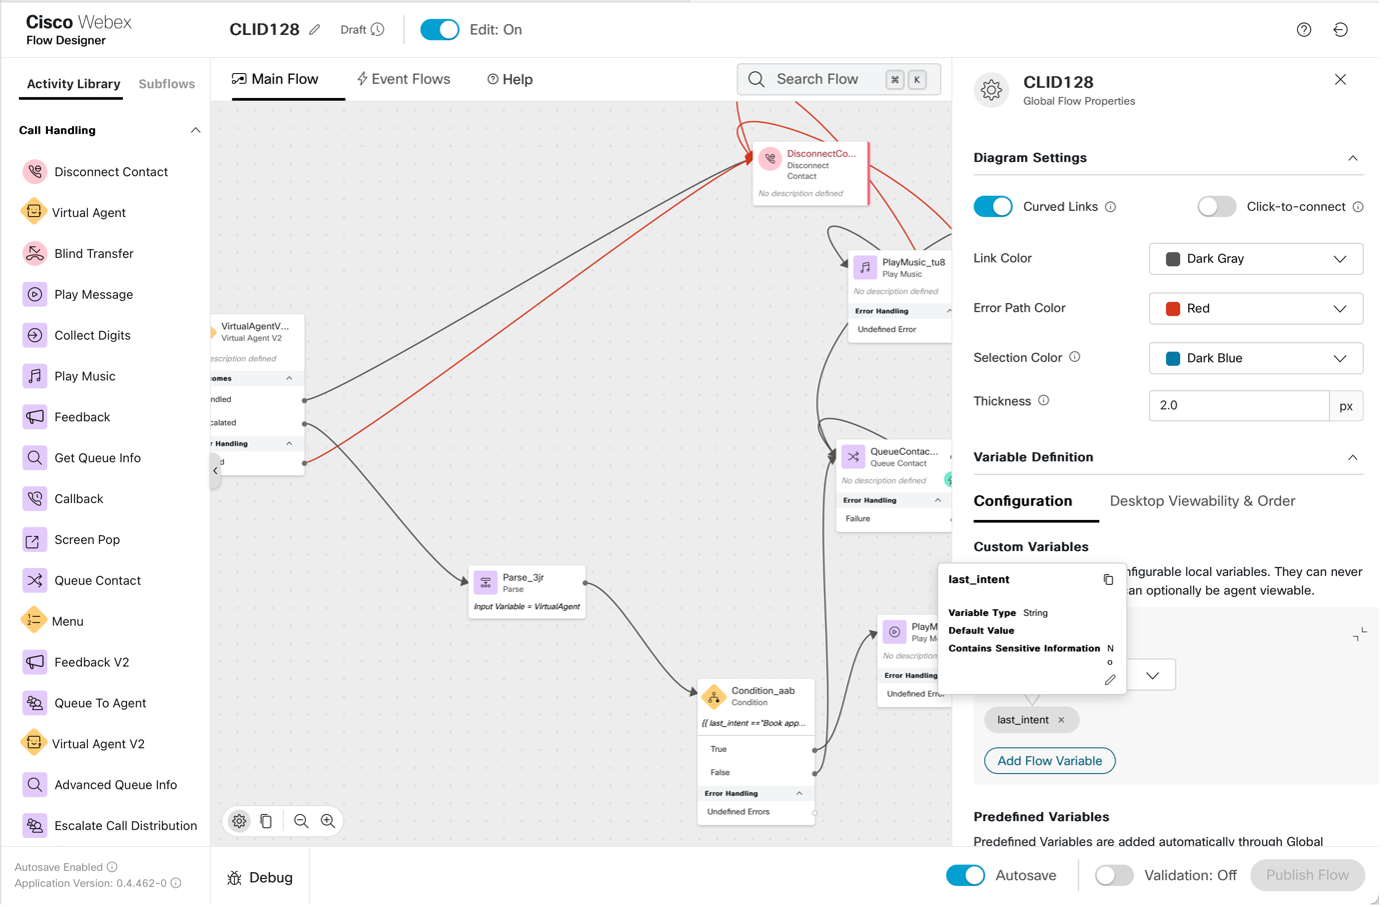 Cisco Webex
Flow Designer
CLID128
Draft
Edit: On
Activity Library
Subflows
Call Handling
Disconnect Contact
Virtual Agent
Blind Transfer
Play Message
Collect Digits
Play Music
Feedback
Get Queue Info
Callback
Screen Pop
Queue Contact
Menu
Feedback V2
Queue To Agent
Virtual Agent V2
Advanced Queue Info
Escalate Call Distribution
Autosave Enabled
Application Version: 0.4.462-0
Main Flow
Event Flows
Help
Search Flow
⌘ K
DisconnectCo...
Disconnect
Contact
No description defined
PlayMusic_tu8
Play Music
No description defined
Error Handling
Undefined Error
VirtualAgentV...
Virtual Agent V2
scription defined
omes
ndled
calated
r Handling
d
QueueContac...
Queue Contact
No description defined
Error Handling
Failure
Parse_3jr
Parse
Input Variable = VirtualAgent
PlayM
Play Me
No description
Error Handling
Undefined Error
Condition_aab
Condition
{{ last_intent =="Book app...
True
False
Error Handling
Undefined Errors
Debug
CLID128
Global Flow Properties
Diagram Settings
Curved Links
Click-to-connect
Link Color
Dark Gray
Error Path Color
Red
Selection Color
Dark Blue
Thickness
2.0
px
Variable Definition
Configuration
Desktop Viewability & Order
Custom Variables
nfigurable local variables. They can never
an optionally be agent viewable.
last_intent
Variable Type String
Default Value
Contains Sensitive Information N
o
last_intent ×
Add Flow Variable
Predefined Variables
Predefined Variables are added automatically through Global
Autosave
Validation: Off
Publish Flow